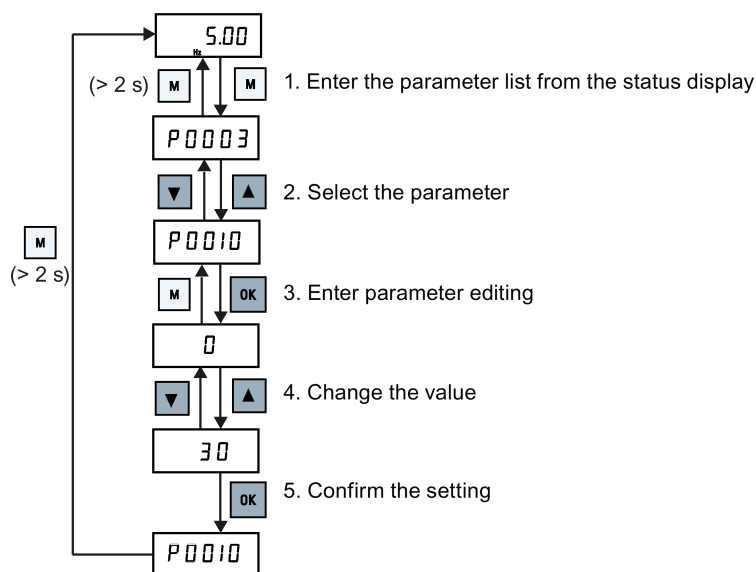 5.00
Hz
(> 2 s) M M 1. Enter the parameter list from the status display
P0003
▼ ▲ 2. Select the parameter
P0010
M
(> 2 s)
M OK 3. Enter parameter editing
0
▼ ▲ 4. Change the value
30
OK 5. Confirm the setting
P0010